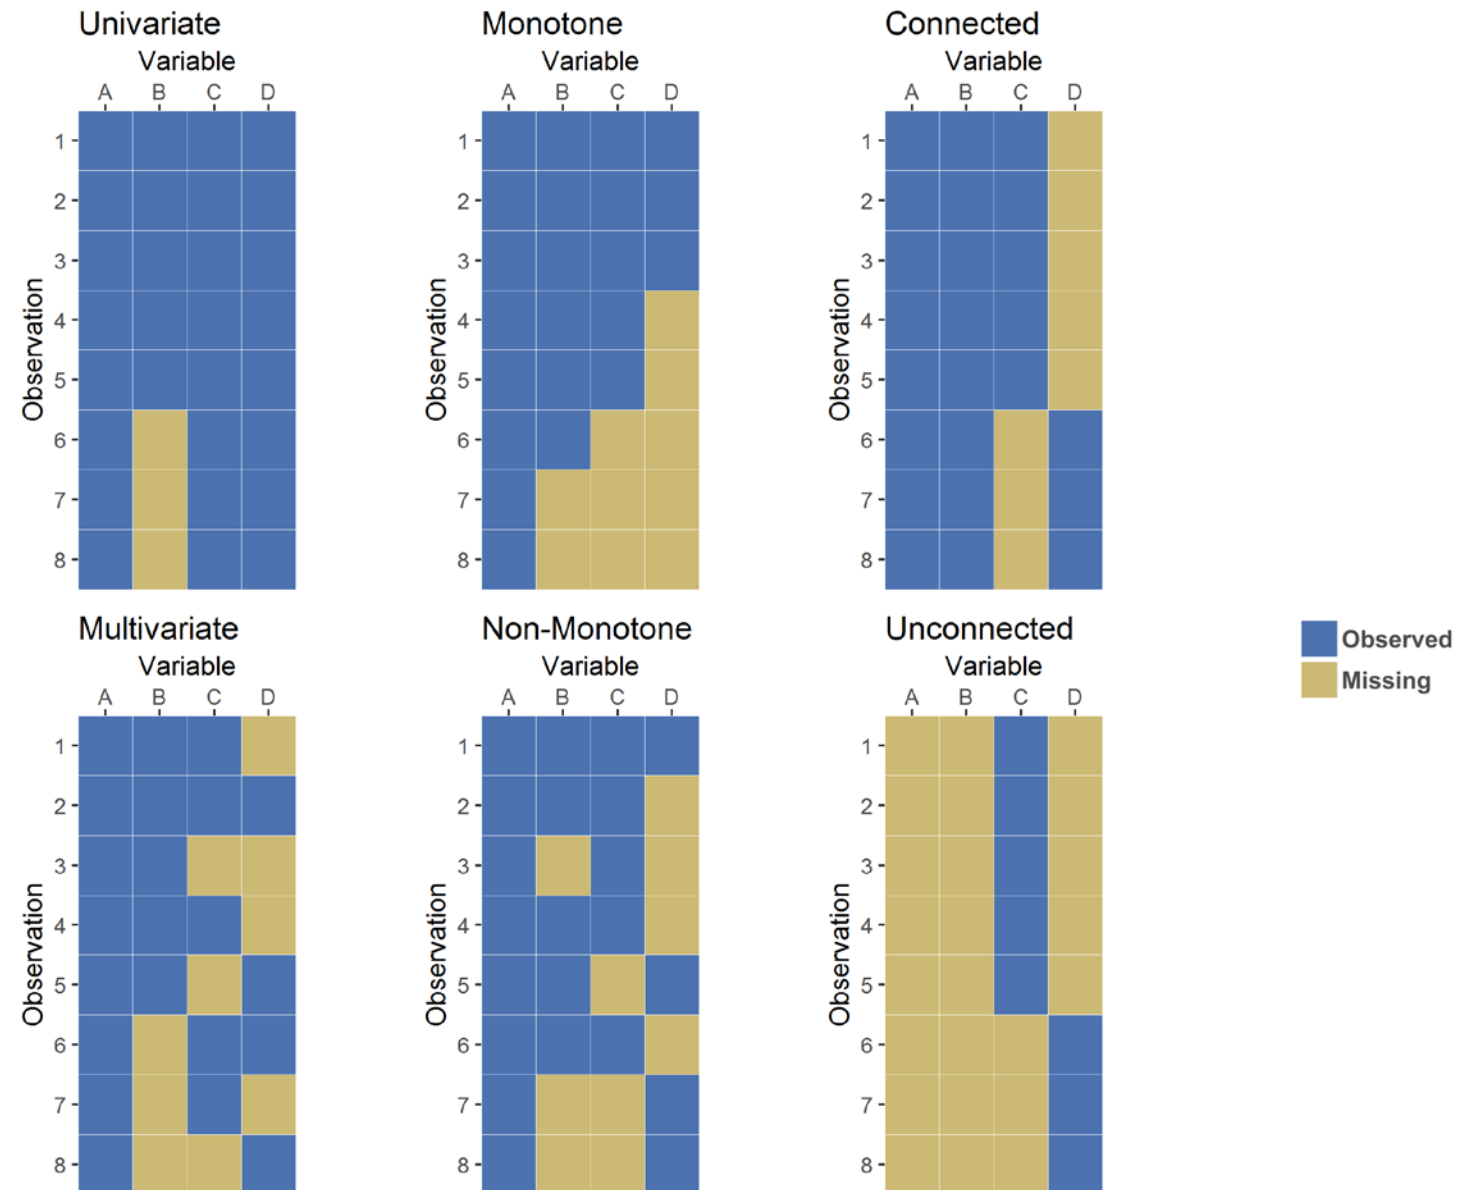 Univariate
Variable
A B C D
Observation
1
2
3
4
5
6
7
8
Monotone
Variable
A B C D
Observation
1
2
3
4
5
6
7
8
Connected
Variable
A B C D
Observation
1
2
3
4
5
6
7
8
Multivariate
Variable
A B C D
Observation
1
2
3
4
5
6
7
8
Non-Monotone
Variable
A B C D
Observation
1
2
3
4
5
6
7
8
Unconnected
Variable
A B C D
Observation
1
2
3
4
5
6
7
8
Observed
Missing